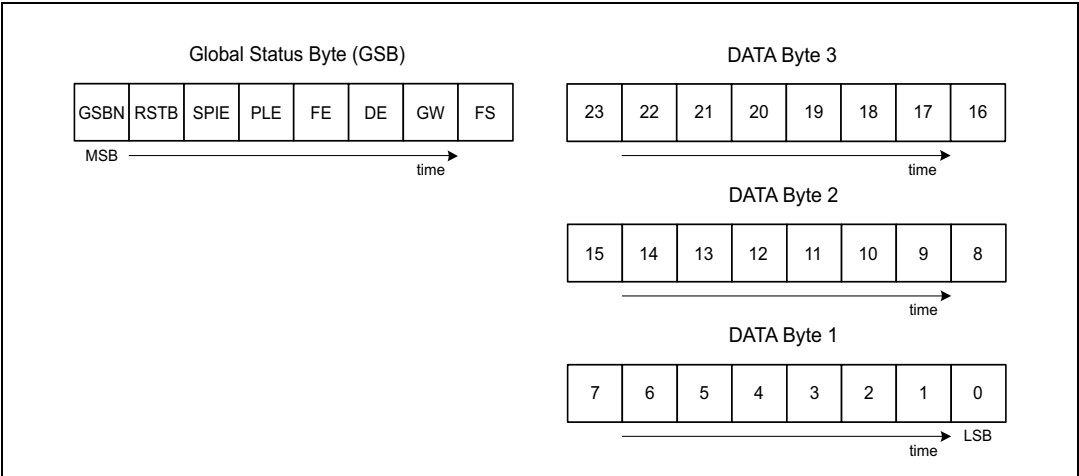 Global Status Byte (GSB)
GSBN RSTB SPIE PLE FE DE GW FS
MSB
time
DATA Byte 3
23 22 21 20 19 18 17 16
time
DATA Byte 2
15 14 13 12 11 10 9 8
time
DATA Byte 1
7 6 5 4 3 2 1 0
time
LSB